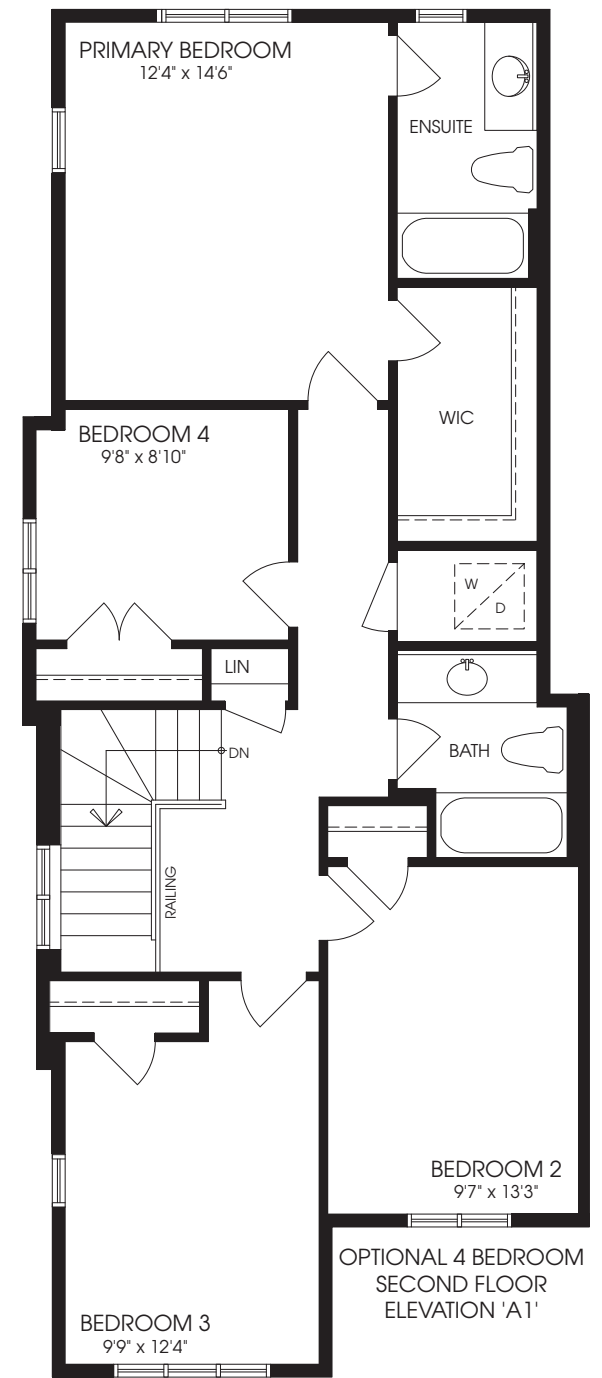 PRIMARY BEDROOM
12'4" x 14'6"
ENSUITE
WIC
BEDROOM 4
9'8" x 8'10"
W
D
LIN
DN
BATH
RAILING
BEDROOM 2
9'7" x 13'3"
OPTIONAL 4 BEDROOM
SECOND FLOOR
ELEVATION 'A1'
BEDROOM 3
9'9" x 12'4"